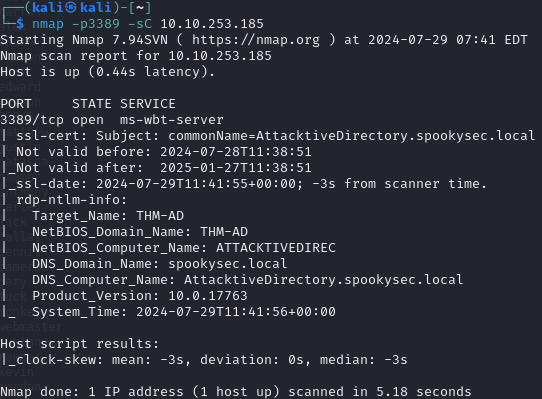 (kali㉿kali)-[~]
$ nmap -p3389 -sC 10.10.253.185
Starting Nmap 7.94SVN ( https://nmap.org ) at 2024-07-29 07:41 EDT
Nmap scan report for 10.10.253.185
Host is up (0.44s latency).
PORT     STATE SERVICE
3389/tcp open  ms-wbt-server
| ssl-cert: Subject: commonName=AttacktiveDirectory.spookysec.local
| Not valid before: 2024-07-28T11:38:51
|_Not valid after:  2025-01-27T11:38:51
|_ssl-date: 2024-07-29T11:41:55+00:00; -3s from scanner time.
| rdp-ntlm-info:
|   Target_Name: THM-AD
|   NetBIOS_Domain_Name: THM-AD
|   NetBIOS_Computer_Name: ATTACKTIVEDIREC
|   DNS_Domain_Name: spookysec.local
|   DNS_Computer_Name: AttacktiveDirectory.spookysec.local
|   Product_Version: 10.0.17763
|_  System_Time: 2024-07-29T11:41:56+00:00
webmaster
Host script results:
|_clock-skew: mean: -3s, deviation: 0s, median: -3s
kevin
Nmap done: 1 IP address (1 host up) scanned in 5.18 seconds